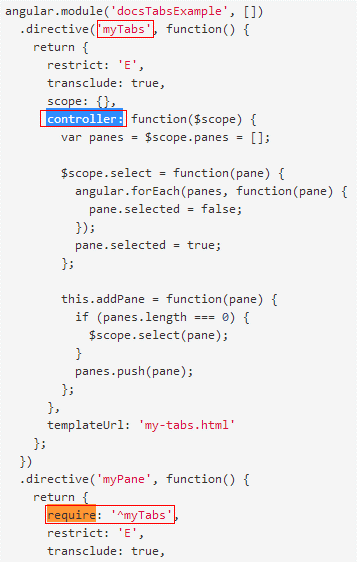 angular.module('docsTabsExample', [])
.directive('myTabs', function() {
return {
restrict: 'E',
transclude: true,
scope: {},
controller: function($scope) {
var panes = $scope.panes = [];
$scope.select = function(pane) {
angular.forEach(panes, function(pane) {
pane.selected = false;
});
pane.selected = true;
};
this.addPane = function(pane) {
if (panes.length === 0) {
$scope.select(pane);
}
panes.push(pane);
};
},
templateUrl: 'my-tabs.html'
};
})
.directive('myPane', function() {
return {
require: '^myTabs',
restrict: 'E',
transclude: true,